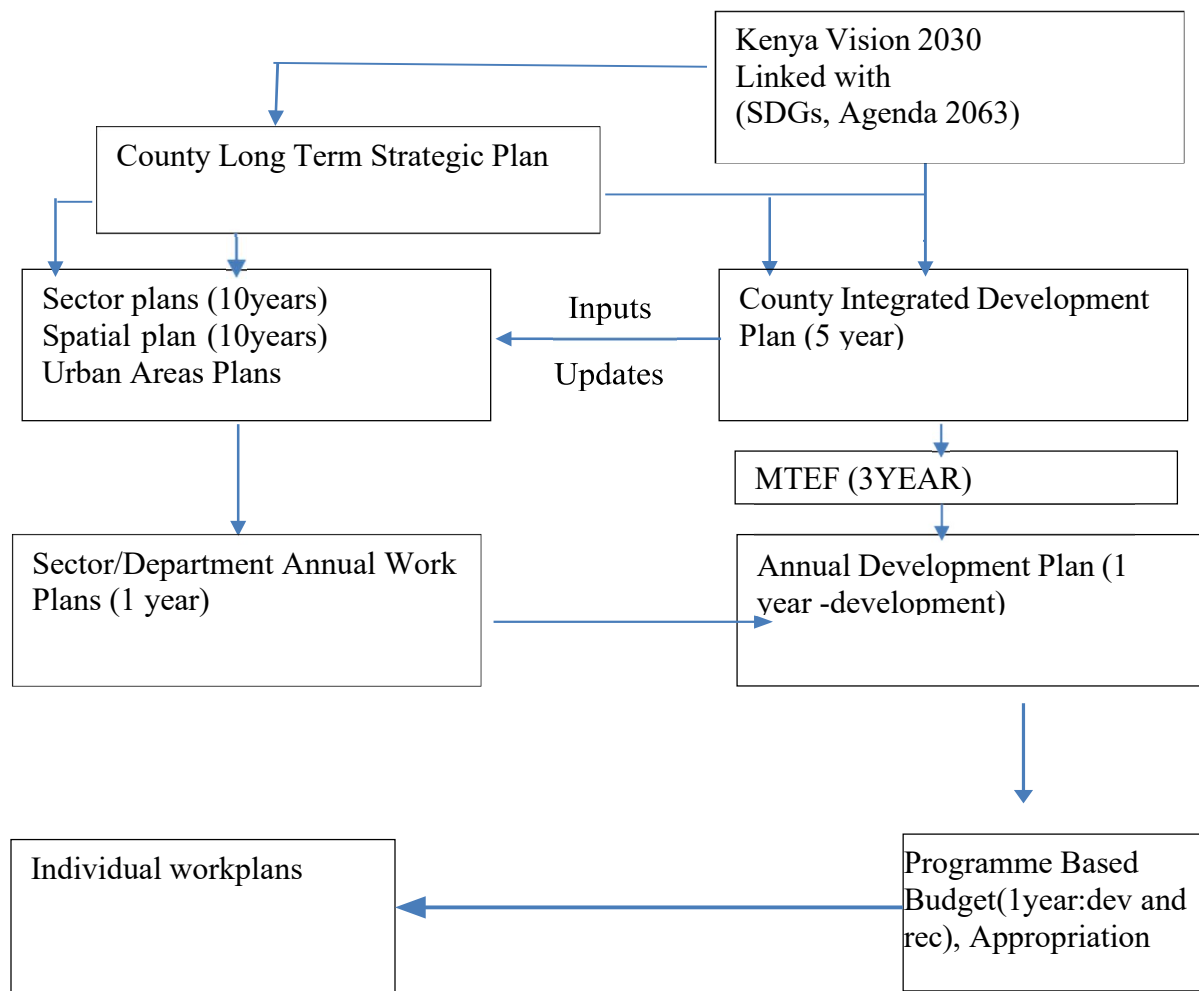 Kenya Vision 2030
Linked with
(SDGs, Agenda 2063)
County Long Term Strategic Plan
Sector plans (10years)
Spatial plan (10years)
Urban Areas Plans
Inputs
Updates
County Integrated Development
Plan (5 year)
MTEF (3YEAR)
Sector/Department Annual Work
Plans (1 year)
Annual Development Plan (1
year -development)
Individual workplans
Programme Based
Budget(1year:dev and
rec), Appropriation